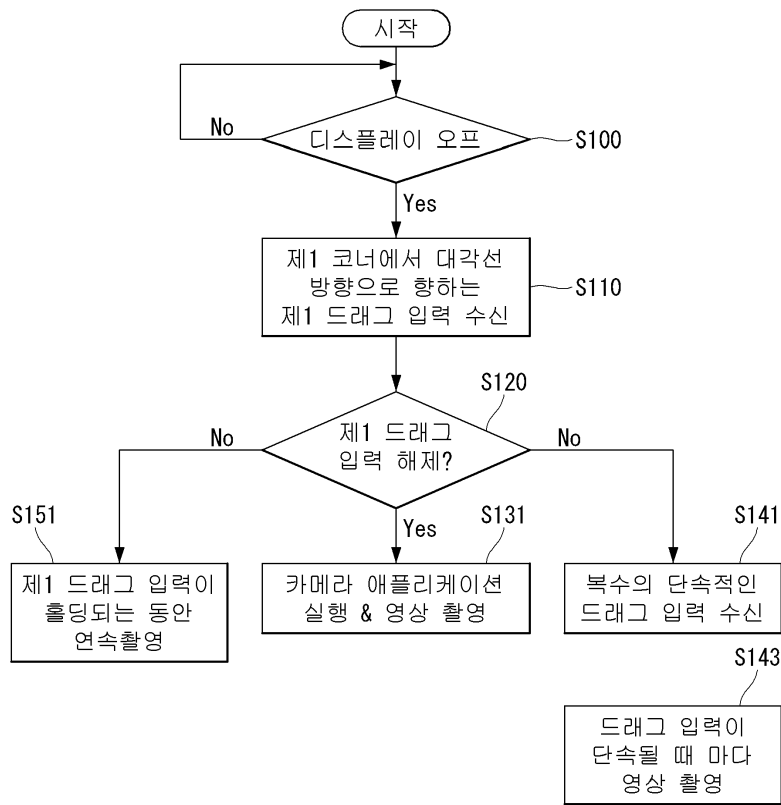 시작
No
디스플레이 오프
S100
Yes
제1 코너에서 대각선
방향으로 향하는
제1 드래그 입력 수신
S110
S120
No
제1 드래그
입력 해제?
No
S151
Yes
S131
S141
제1 드래그 입력이
홀딩되는 동안
연속촬영
카메라 애플리케이션
실행 & 영상 촬영
복수의 단속적인
드래그 입력 수신
S143
드래그 입력이
단속될 때 마다
영상 촬영